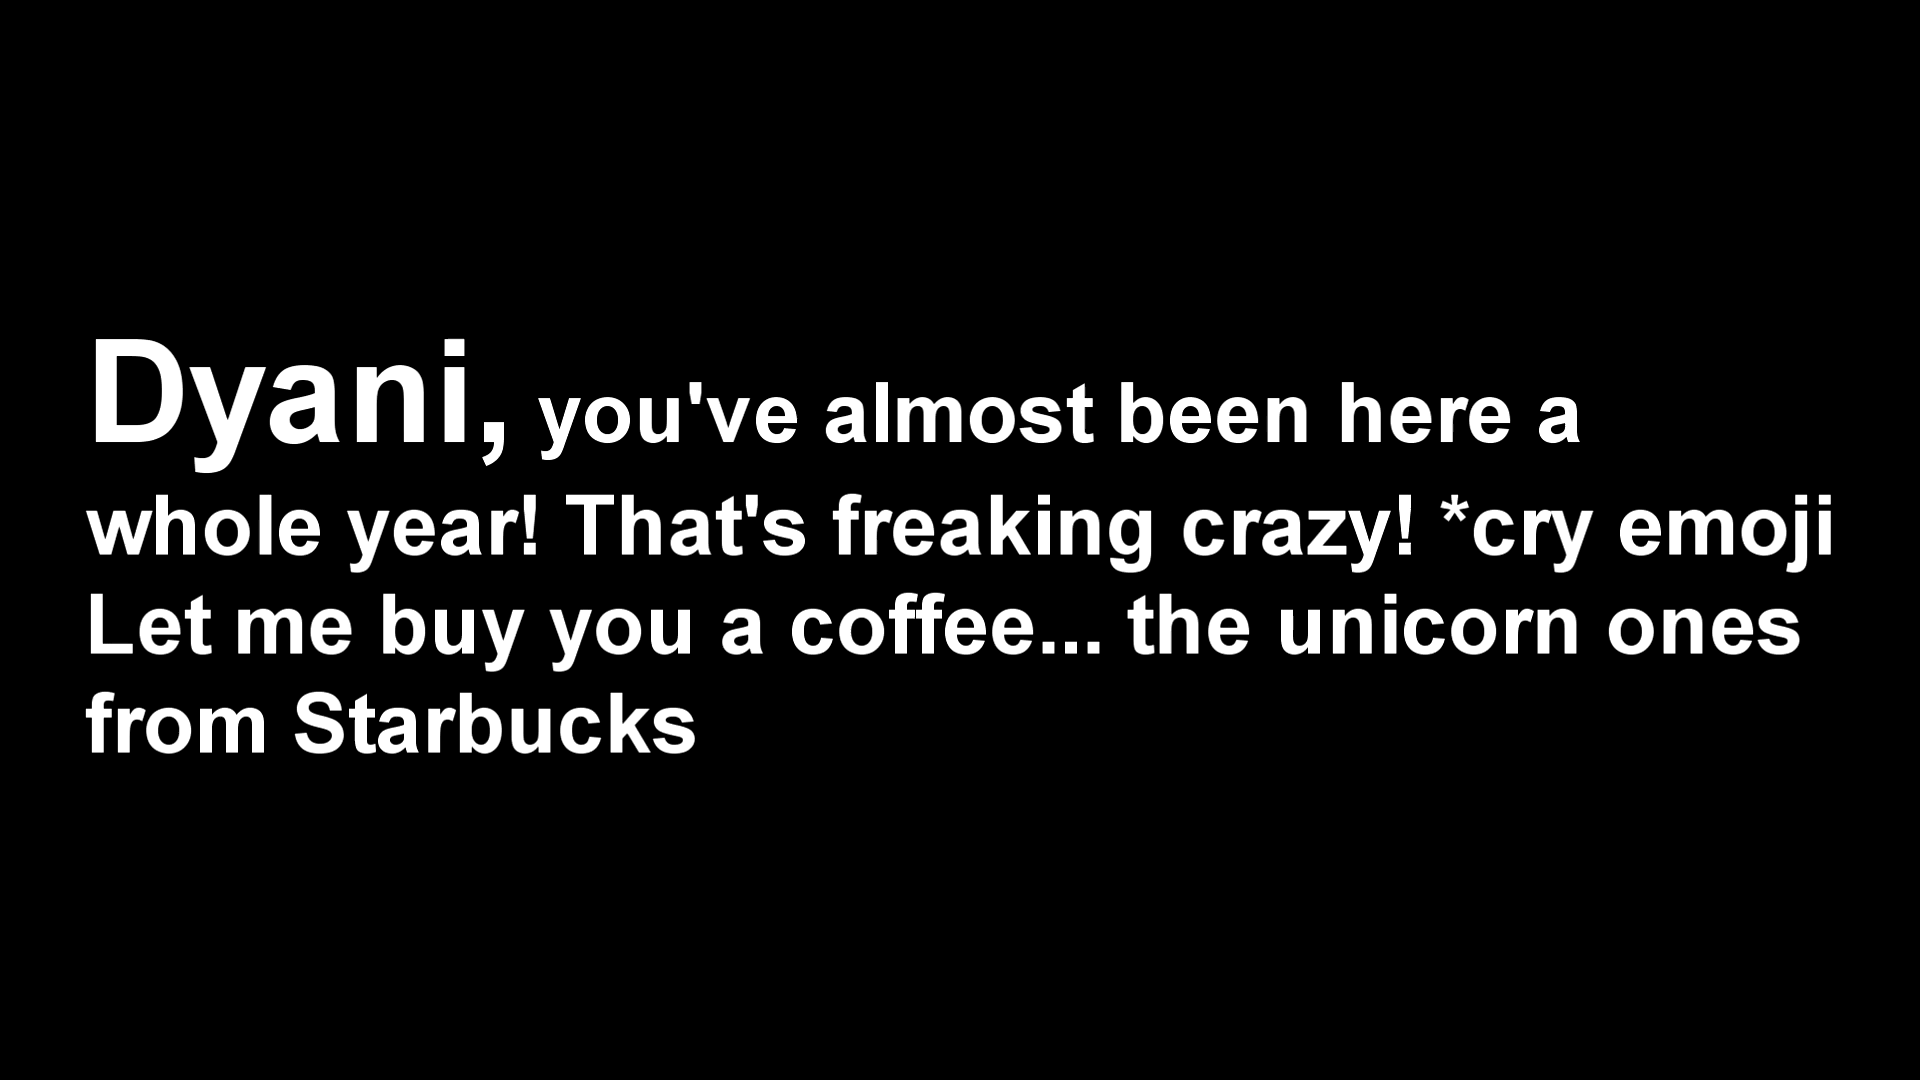 Dyani, you've almost been here a
whole year! That's freaking crazy! *cry emoji
Let me buy you a coffee... the unicorn ones
from Starbucks